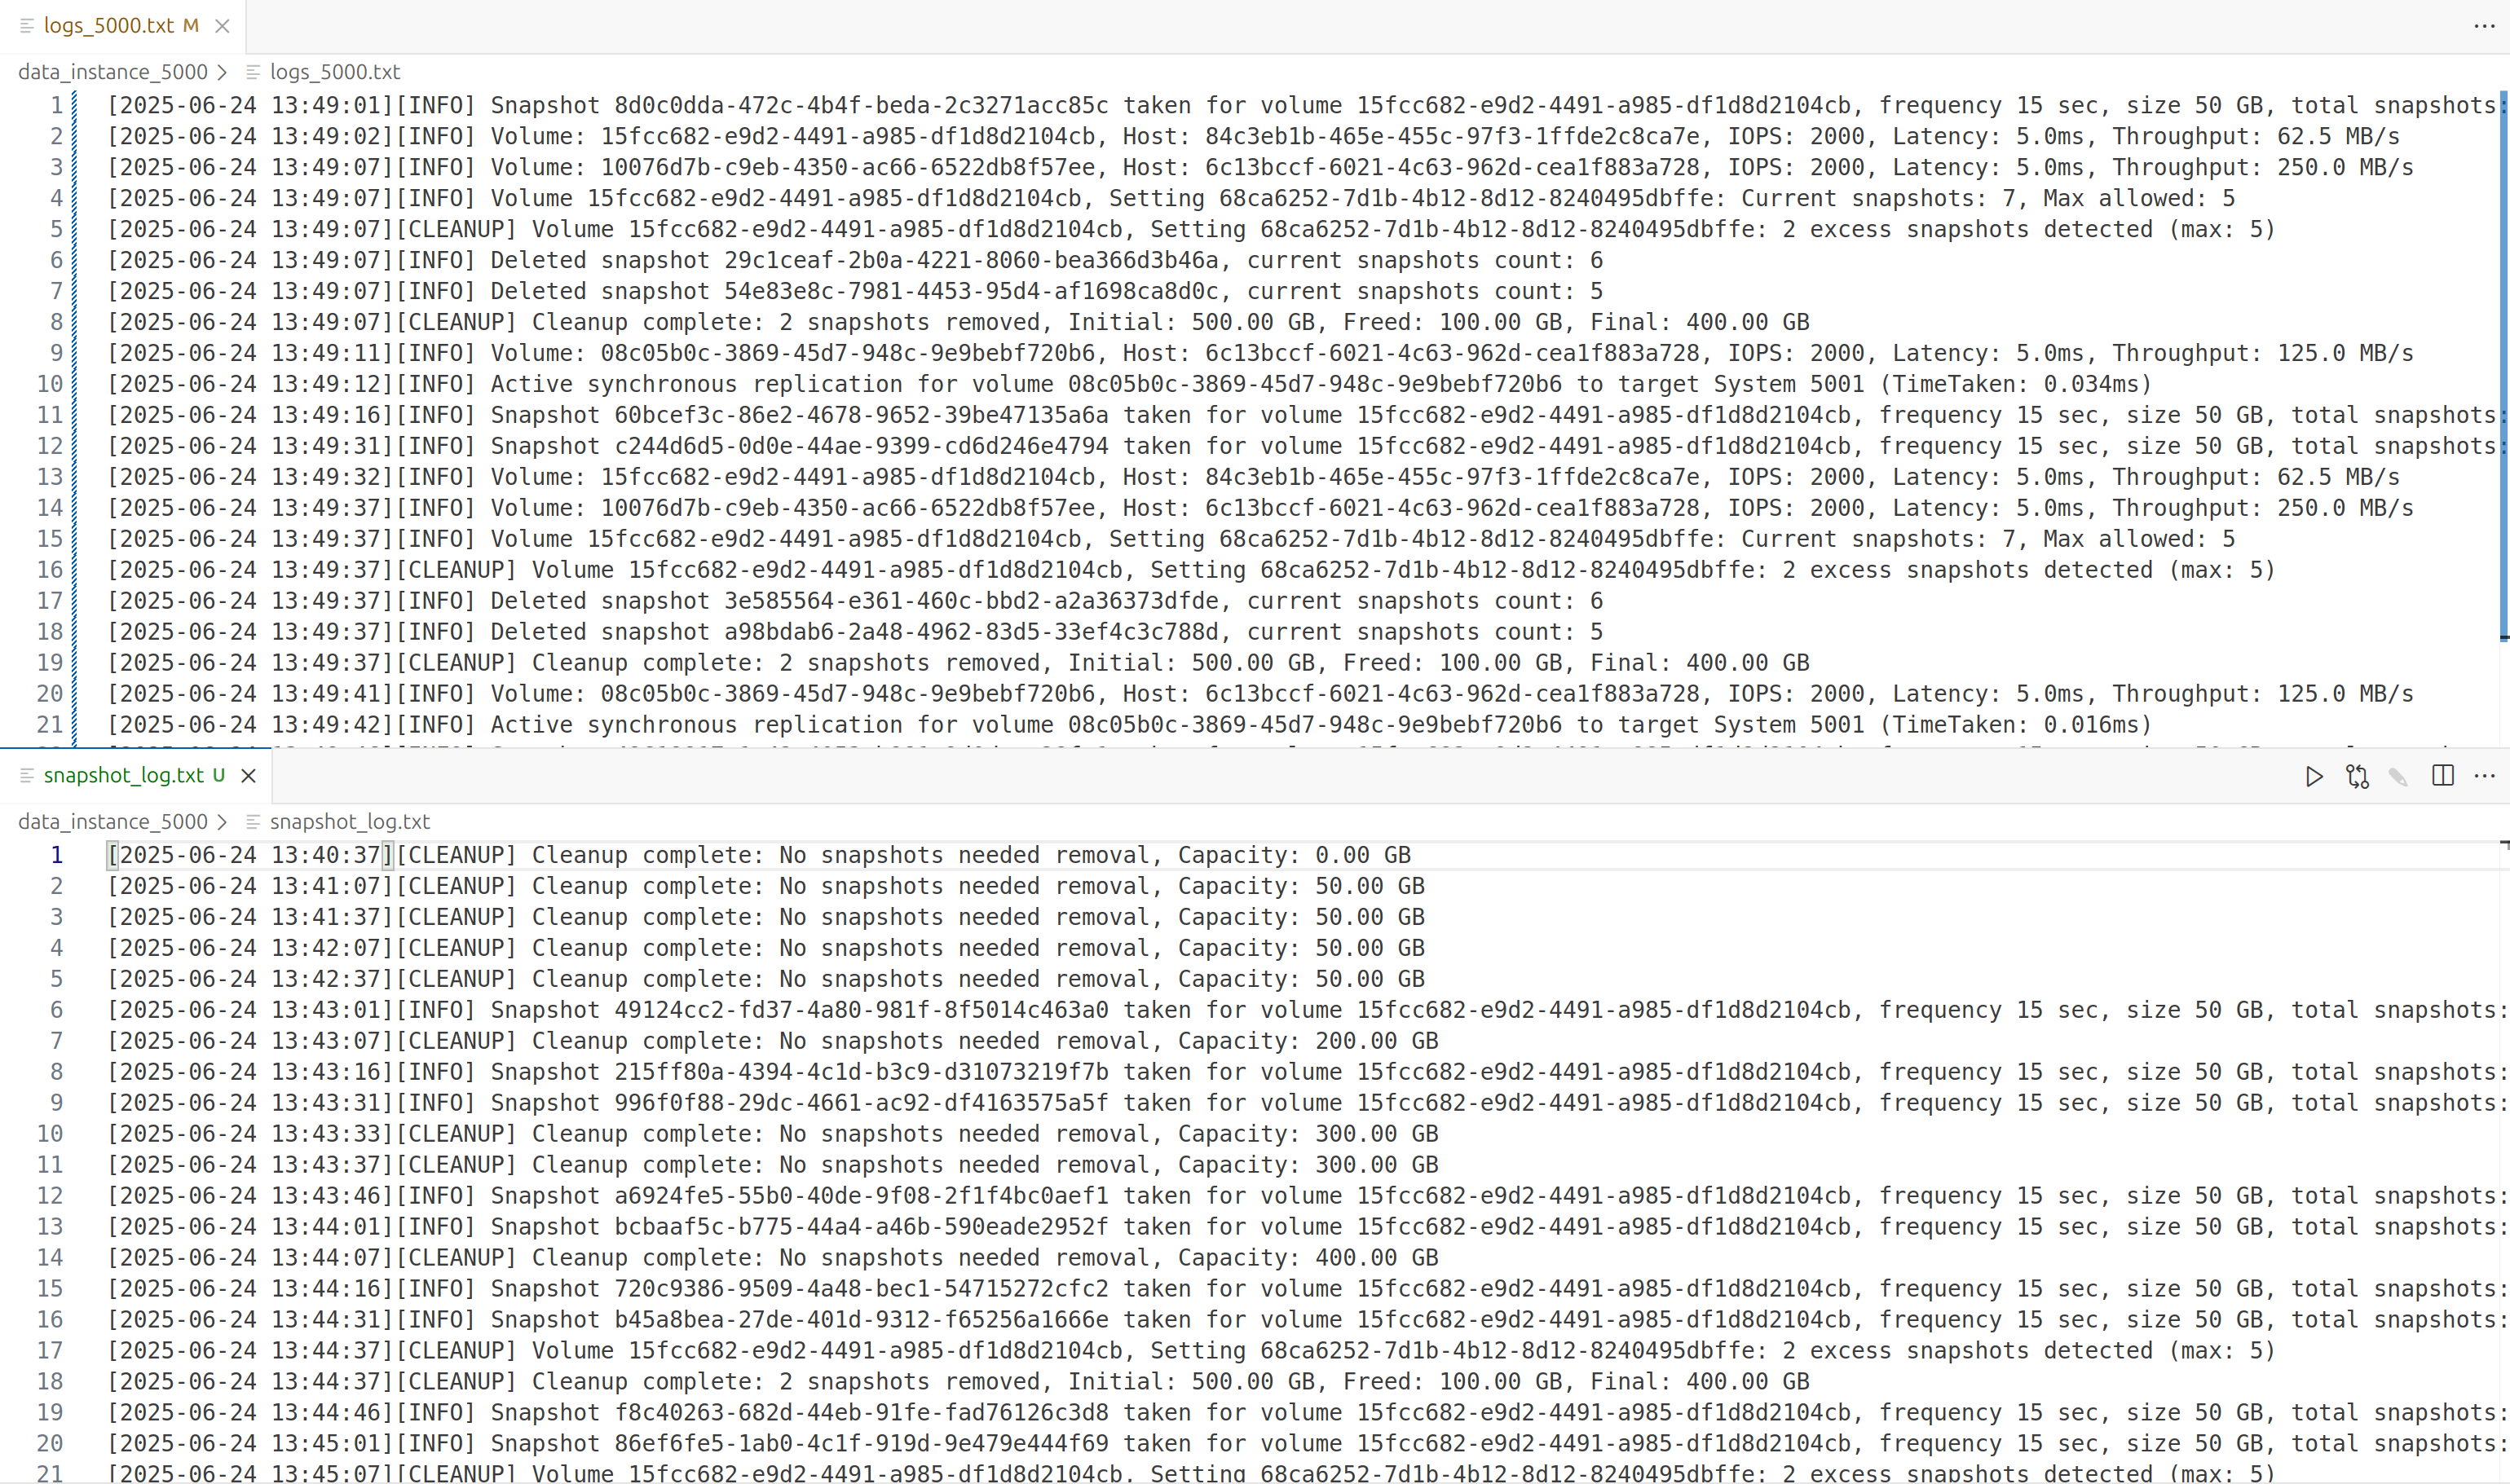 logs_5000.txt M
data_instance_5000 > logs_5000.txt
1 [2025-06-24 13:49:01][INFO] Snapshot 8d0c0dda-472c-4b4f-beda-2c3271acc85c taken for volume 15fcc682-e9d2-4491-a985-df1d8d2104cb, frequency 15 sec, size 50 GB, total snapshots:
2 [2025-06-24 13:49:02][INFO] Volume: 15fcc682-e9d2-4491-a985-df1d8d2104cb, Host: 84c3eb1b-465e-455c-97f3-1ffde2c8ca7e, IOPS: 2000, Latency: 5.0ms, Throughput: 62.5 MB/s
3 [2025-06-24 13:49:07][INFO] Volume: 10076d7b-c9eb-4350-ac66-6522db8f57ee, Host: 6c13bccf-6021-4c63-962d-cea1f883a728, IOPS: 2000, Latency: 5.0ms, Throughput: 250.0 MB/s
4 [2025-06-24 13:49:07][INFO] Volume 15fcc682-e9d2-4491-a985-df1d8d2104cb, Setting 68ca6252-7d1b-4b12-8d12-8240495dbffe: Current snapshots: 7, Max allowed: 5
5 [2025-06-24 13:49:07][CLEANUP] Volume 15fcc682-e9d2-4491-a985-df1d8d2104cb, Setting 68ca6252-7d1b-4b12-8d12-8240495dbffe: 2 excess snapshots detected (max: 5)
6 [2025-06-24 13:49:07][INFO] Deleted snapshot 29c1ceaf-2b0a-4221-8060-bea366d3b46a, current snapshots count: 6
7 [2025-06-24 13:49:07][INFO] Deleted snapshot 54e83e8c-7981-4453-95d4-af1698ca8d0c, current snapshots count: 5
8 [2025-06-24 13:49:07][CLEANUP] Cleanup complete: 2 snapshots removed, Initial: 500.00 GB, Freed: 100.00 GB, Final: 400.00 GB
9 [2025-06-24 13:49:11][INFO] Volume: 08c05b0c-3869-45d7-948c-9e9bebf720b6, Host: 6c13bccf-6021-4c63-962d-cea1f883a728, IOPS: 2000, Latency: 5.0ms, Throughput: 125.0 MB/s
10 [2025-06-24 13:49:12][INFO] Active synchronous replication for volume 08c05b0c-3869-45d7-948c-9e9bebf720b6 to target System 5001 (TimeTaken: 0.034ms)
11 [2025-06-24 13:49:16][INFO] Snapshot 60bcef3c-86e2-4678-9652-39be47135a6a taken for volume 15fcc682-e9d2-4491-a985-df1d8d2104cb, frequency 15 sec, size 50 GB, total snapshots:
12 [2025-06-24 13:49:31][INFO] Snapshot c244d6d5-0d0e-44ae-9399-cd6d246e4794 taken for volume 15fcc682-e9d2-4491-a985-df1d8d2104cb, frequency 15 sec, size 50 GB, total snapshots:
13 [2025-06-24 13:49:32][INFO] Volume: 15fcc682-e9d2-4491-a985-df1d8d2104cb, Host: 84c3eb1b-465e-455c-97f3-1ffde2c8ca7e, IOPS: 2000, Latency: 5.0ms, Throughput: 62.5 MB/s
14 [2025-06-24 13:49:37][INFO] Volume: 10076d7b-c9eb-4350-ac66-6522db8f57ee, Host: 6c13bccf-6021-4c63-962d-cea1f883a728, IOPS: 2000, Latency: 5.0ms, Throughput: 250.0 MB/s
15 [2025-06-24 13:49:37][INFO] Volume 15fcc682-e9d2-4491-a985-df1d8d2104cb, Setting 68ca6252-7d1b-4b12-8d12-8240495dbffe: Current snapshots: 7, Max allowed: 5
16 [2025-06-24 13:49:37][CLEANUP] Volume 15fcc682-e9d2-4491-a985-df1d8d2104cb, Setting 68ca6252-7d1b-4b12-8d12-8240495dbffe: 2 excess snapshots detected (max: 5)
17 [2025-06-24 13:49:37][INFO] Deleted snapshot 3e585564-e361-460c-bbd2-a2a36373dfde, current snapshots count: 6
18 [2025-06-24 13:49:37][INFO] Deleted snapshot a98bdab6-2a48-4962-83d5-33ef4c3c788d, current snapshots count: 5
19 [2025-06-24 13:49:37][CLEANUP] Cleanup complete: 2 snapshots removed, Initial: 500.00 GB, Freed: 100.00 GB, Final: 400.00 GB
20 [2025-06-24 13:49:41][INFO] Volume: 08c05b0c-3869-45d7-948c-9e9bebf720b6, Host: 6c13bccf-6021-4c63-962d-cea1f883a728, IOPS: 2000, Latency: 5.0ms, Throughput: 125.0 MB/s
21 [2025-06-24 13:49:42][INFO] Active synchronous replication for volume 08c05b0c-3869-45d7-948c-9e9bebf720b6 to target System 5001 (TimeTaken: 0.016ms)
snapshot_log.txt U
data_instance_5000 > snapshot_log.txt
1 [2025-06-24 13:40:37][CLEANUP] Cleanup complete: No snapshots needed removal, Capacity: 0.00 GB
2 [2025-06-24 13:41:07][CLEANUP] Cleanup complete: No snapshots needed removal, Capacity: 50.00 GB
3 [2025-06-24 13:41:37][CLEANUP] Cleanup complete: No snapshots needed removal, Capacity: 50.00 GB
4 [2025-06-24 13:42:07][CLEANUP] Cleanup complete: No snapshots needed removal, Capacity: 50.00 GB
5 [2025-06-24 13:42:37][CLEANUP] Cleanup complete: No snapshots needed removal, Capacity: 50.00 GB
6 [2025-06-24 13:43:01][INFO] Snapshot 49124cc2-fd37-4a80-981f-8f5014c463a0 taken for volume 15fcc682-e9d2-4491-a985-df1d8d2104cb, frequency 15 sec, size 50 GB, total snapshots:
7 [2025-06-24 13:43:07][CLEANUP] Cleanup complete: No snapshots needed removal, Capacity: 200.00 GB
8 [2025-06-24 13:43:16][INFO] Snapshot 215ff80a-4394-4c1d-b3c9-d31073219f7b taken for volume 15fcc682-e9d2-4491-a985-df1d8d2104cb, frequency 15 sec, size 50 GB, total snapshots:
9 [2025-06-24 13:43:31][INFO] Snapshot 996f0f88-29dc-4661-ac92-df4163575a5f taken for volume 15fcc682-e9d2-4491-a985-df1d8d2104cb, frequency 15 sec, size 50 GB, total snapshots:
10 [2025-06-24 13:43:33][CLEANUP] Cleanup complete: No snapshots needed removal, Capacity: 300.00 GB
11 [2025-06-24 13:43:37][CLEANUP] Cleanup complete: No snapshots needed removal, Capacity: 300.00 GB
12 [2025-06-24 13:43:46][INFO] Snapshot a6924fe5-55b0-40de-9f08-2f1f4bc0aef1 taken for volume 15fcc682-e9d2-4491-a985-df1d8d2104cb, frequency 15 sec, size 50 GB, total snapshots:
13 [2025-06-24 13:44:01][INFO] Snapshot bcbaaf5c-b775-44a4-a46b-590eade2952f taken for volume 15fcc682-e9d2-4491-a985-df1d8d2104cb, frequency 15 sec, size 50 GB, total snapshots:
14 [2025-06-24 13:44:07][CLEANUP] Cleanup complete: No snapshots needed removal, Capacity: 400.00 GB
15 [2025-06-24 13:44:16][INFO] Snapshot 720c9386-9509-4a48-bec1-54715272cfc2 taken for volume 15fcc682-e9d2-4491-a985-df1d8d2104cb, frequency 15 sec, size 50 GB, total snapshots:
16 [2025-06-24 13:44:31][INFO] Snapshot b45a8bea-27de-401d-9312-f65256a1666e taken for volume 15fcc682-e9d2-4491-a985-df1d8d2104cb, frequency 15 sec, size 50 GB, total snapshots:
17 [2025-06-24 13:44:37][CLEANUP] Volume 15fcc682-e9d2-4491-a985-df1d8d2104cb, Setting 68ca6252-7d1b-4b12-8d12-8240495dbffe: 2 excess snapshots detected (max: 5)
18 [2025-06-24 13:44:37][CLEANUP] Cleanup complete: 2 snapshots removed, Initial: 500.00 GB, Freed: 100.00 GB, Final: 400.00 GB
19 [2025-06-24 13:44:46][INFO] Snapshot f8c40263-682d-44eb-91fe-fad76126c3d8 taken for volume 15fcc682-e9d2-4491-a985-df1d8d2104cb, frequency 15 sec, size 50 GB, total snapshots:
20 [2025-06-24 13:45:01][INFO] Snapshot 86ef6fe5-1ab0-4c1f-919d-9e479e444f69 taken for volume 15fcc682-e9d2-4491-a985-df1d8d2104cb, frequency 15 sec, size 50 GB, total snapshots:
21 [2025-06-24 13:45:07][CLEANUP] Volume 15fcc682-e9d2-4491-a985-df1d8d2104cb, Setting 68ca6252-7d1b-4b12-8d12-8240495dbffe: 2 excess snapshots detected (max: 5)